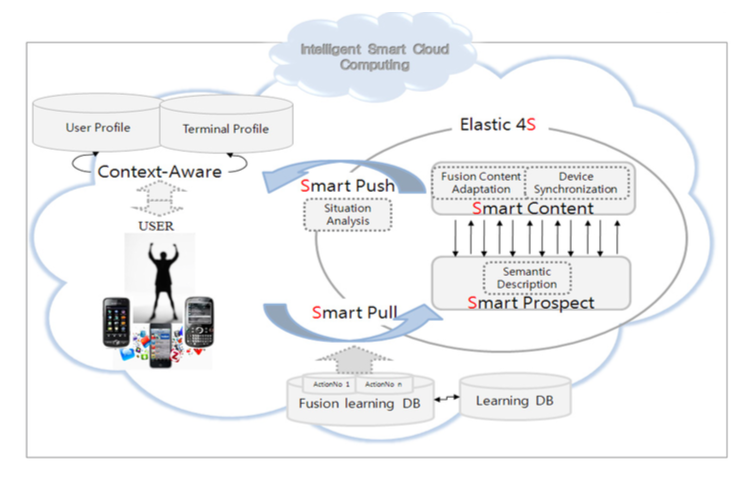 Intelligent Smart Cloud
Computing
Elastic 4S
User Profile
Terminal Profile
Context-Aware
USER
Smart Push
Situation
Analysis
Fusion Content
Adaptation
Device
Synchronization
Smart Content
Semantic
Description
Smart Prospect
Smart Pull
ActionNo 1
ActionNo n
Fusion learning DB
Learning DB